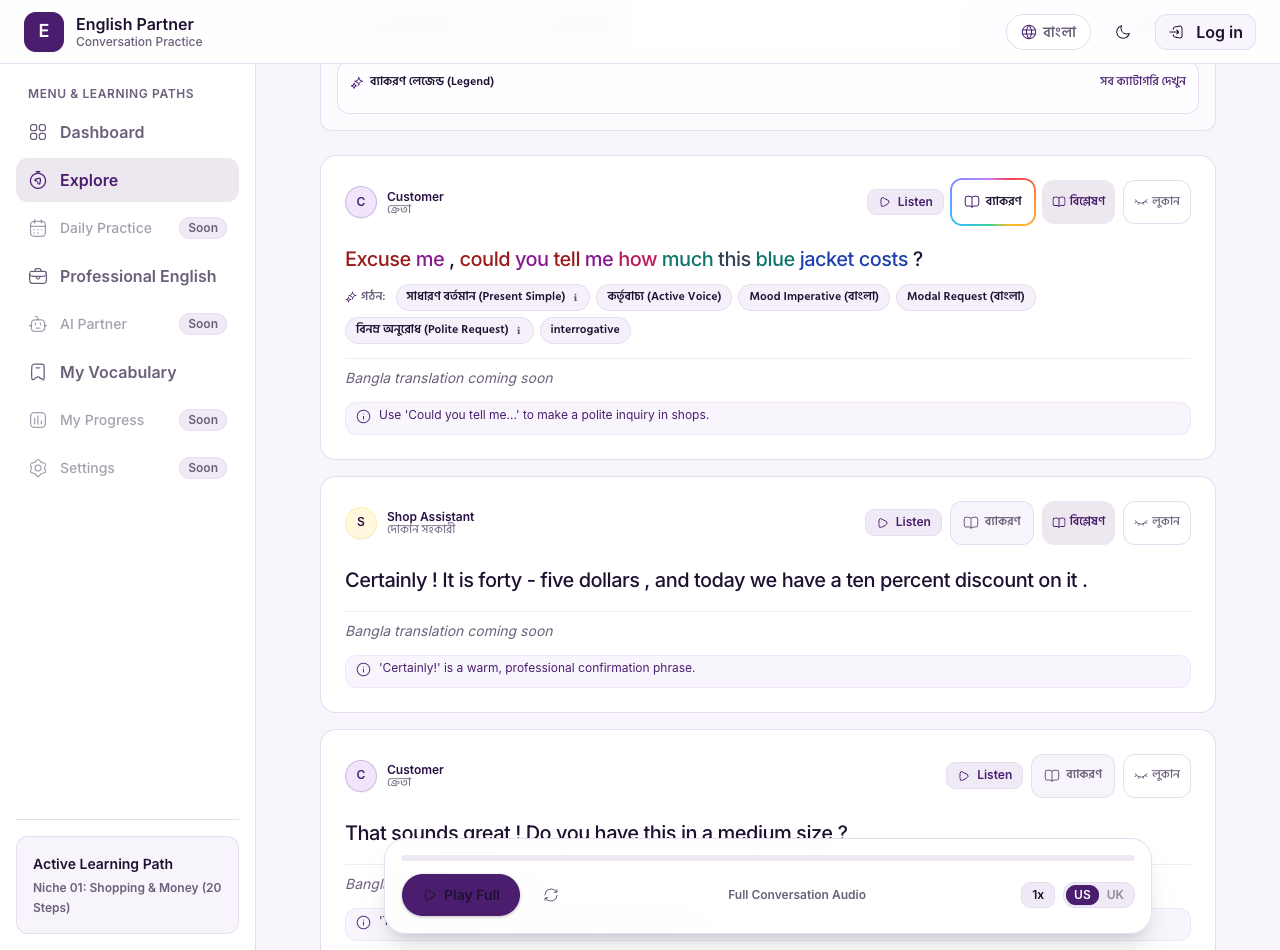 E
English Partner
Conversation Practice
বাংলা
Log in
MENU & LEARNING PATHS
Dashboard
Explore
Daily Practice Soon
Professional English
AI Partner Soon
My Vocabulary
My Progress Soon
Settings Soon
Active Learning Path
Niche 01: Shopping & Money (20
Steps)
ব্যাকরণ লেজেন্ড (Legend) সব ক্যাটাগরি দেখুন
C
Customer
ক্রেতা
Listen ব্যাকরণ বিশ্লেষণ লুকান
Excuse me , could you tell me how much this blue jacket costs ?
গঠন: সাধারণ বর্তমান (Present Simple) i কর্তৃবাচ্য (Active Voice) Mood Imperative (বাংলা) Modal Request (বাংলা)
বিনম্র অনুরোধ (Polite Request) i interrogative
Bangla translation coming soon
Use 'Could you tell me...' to make a polite inquiry in shops.
S
Shop Assistant
দোকান সহকারী
Listen ব্যাকরণ বিশ্লেষণ লুকান
Certainly ! It is forty - five dollars , and today we have a ten percent discount on it .
Bangla translation coming soon
'Certainly!' is a warm, professional confirmation phrase.
C
Customer
ক্রেতা
Listen ব্যাকরণ লুকান
That sounds great ! Do you have this in a medium size ?
Play Full Full Conversation Audio 1x US UK